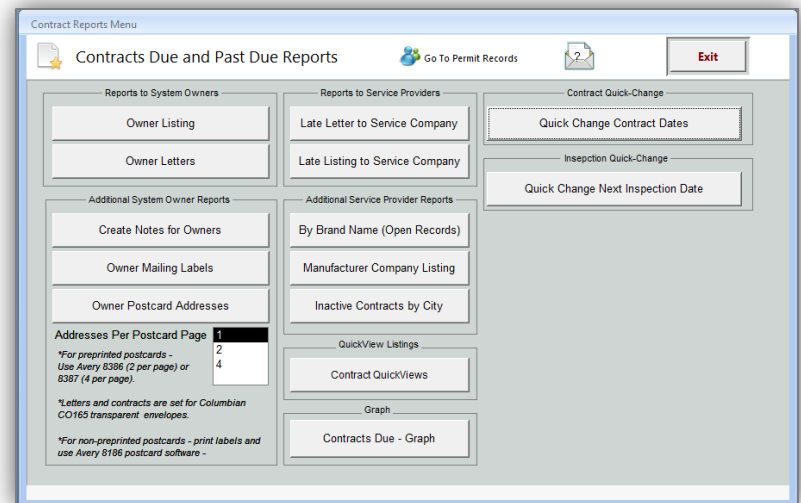 Contract Reports Menu
Contracts Due and Past Due Reports
Go To Permit Records
?
Exit
Reports to System Owners
Owner Listing
Owner Letters
Additional System Owner Reports
Create Notes for Owners
Owner Mailing Labels
Owner Postcard Addresses
Addresses Per Postcard Page
1
2
4
*For preprinted postcards -
Use Avery 8386 (2 per page) or
8387 (4 per page).
*Letters and contracts are set for Columbian
CO165 transparent envelopes.
*For non-preprinted postcards - print labels and
use Avery 8186 postcard software -
Reports to Service Providers
Late Letter to Service Company
Late Listing to Service Company
Additional Service Provider Reports
By Brand Name (Open Records)
Manufacturer Company Listing
Inactive Contracts by City
QuickView Listings
Contract QuickViews
Graph
Contracts Due - Graph
Contract Quick-Change
Quick Change Contract Dates
Insepction Quick-Change
Quick Change Next Inspection Date